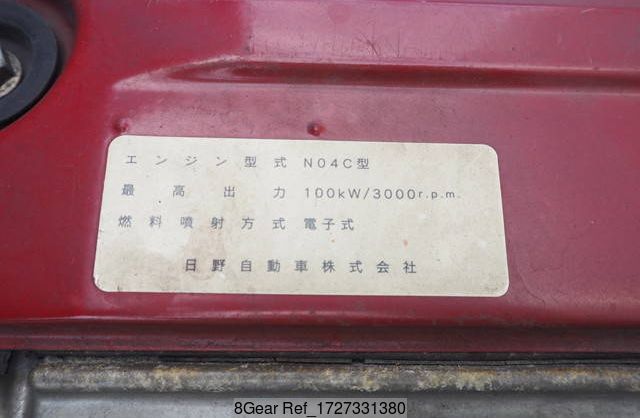 エンジン型式 N04C型
最高出力 100kW/3000r.p.m.
燃料噴射方式 電子式
日野自動車株式会社
8Gear Ref_1727331380